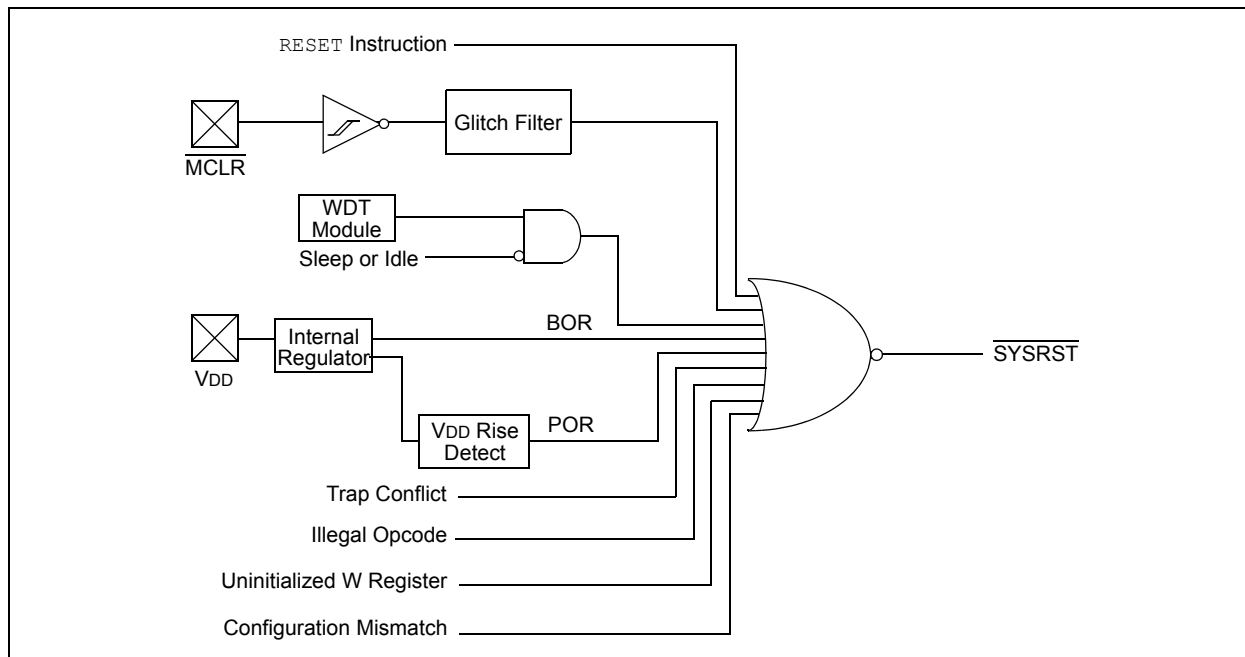 RESET Instruction
Glitch Filter
MCLR
WDT
Module
Sleep or Idle
BOR
Internal
Regulator
VDD
SYSRST
POR
VDD Rise
Detect
Trap Conflict
Illegal Opcode
Uninitialized W Register
Configuration Mismatch